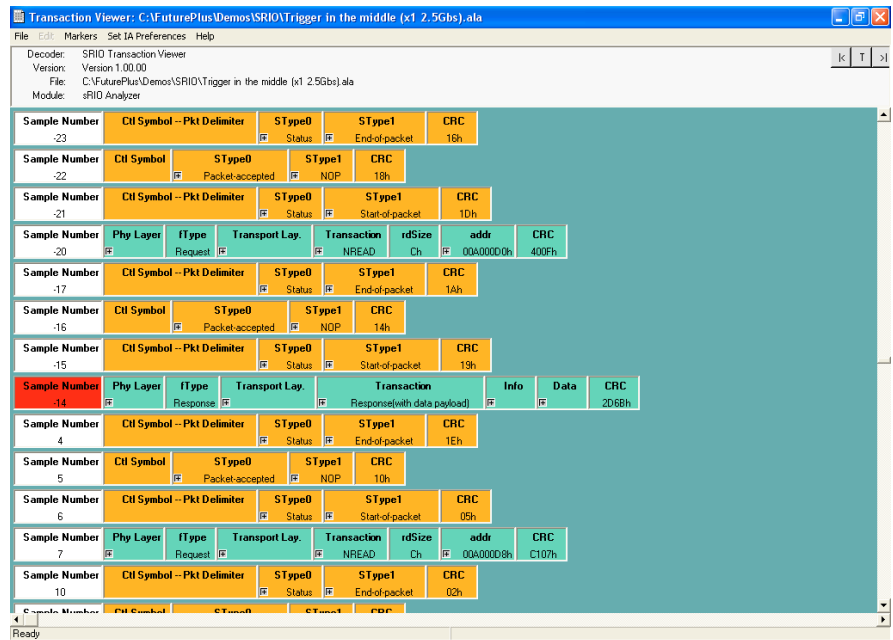 Transaction Viewer: C:\FuturePlus\Demos\SRIO\Trigger in the middle (x1 2.5Gbs).ala
File Edit Markers Set IA Preferences Help
Decoder: SRIO Transaction Viewer
Version: Version 1.00.00
File: C:\FuturePlus\Demos\SRIO\Trigger in the middle (x1 2.5Gbs).ala
Module: sRIO Analyzer
|< T >|
Sample Number Ctl Symbol -- Pkt Delimiter SType0 SType1 CRC
-23 Status End-of-packet 16h
Sample Number Ctl Symbol SType0 SType1 CRC
-22 Packet-accepted NOP 18h
Sample Number Ctl Symbol -- Pkt Delimiter SType0 SType1 CRC
-21 Status Start-of-packet 1Dh
Sample Number Phy Layer fType Transport Lay. Transaction rdSize addr CRC
-20 Request NREAD Ch 00A000D0h 400Fh
Sample Number Ctl Symbol -- Pkt Delimiter SType0 SType1 CRC
-17 Status End-of-packet 1Ah
Sample Number Ctl Symbol SType0 SType1 CRC
-16 Packet-accepted NOP 14h
Sample Number Ctl Symbol -- Pkt Delimiter SType0 SType1 CRC
-15 Status Start-of-packet 19h
Sample Number Phy Layer fType Transport Lay. Transaction Info Data CRC
-14 Response Response(with data payload) 2D6Bh
Sample Number Ctl Symbol -- Pkt Delimiter SType0 SType1 CRC
4 Status End-of-packet 1Eh
Sample Number Ctl Symbol SType0 SType1 CRC
5 Packet-accepted NOP 10h
Sample Number Ctl Symbol -- Pkt Delimiter SType0 SType1 CRC
6 Status Start-of-packet 05h
Sample Number Phy Layer fType Transport Lay. Transaction rdSize addr CRC
7 Request NREAD Ch 00A000D8h C107h
Sample Number Ctl Symbol -- Pkt Delimiter SType0 SType1 CRC
10 Status End-of-packet 02h
Sample Number Ctl Symbol SType0 SType1 CRC
Ready